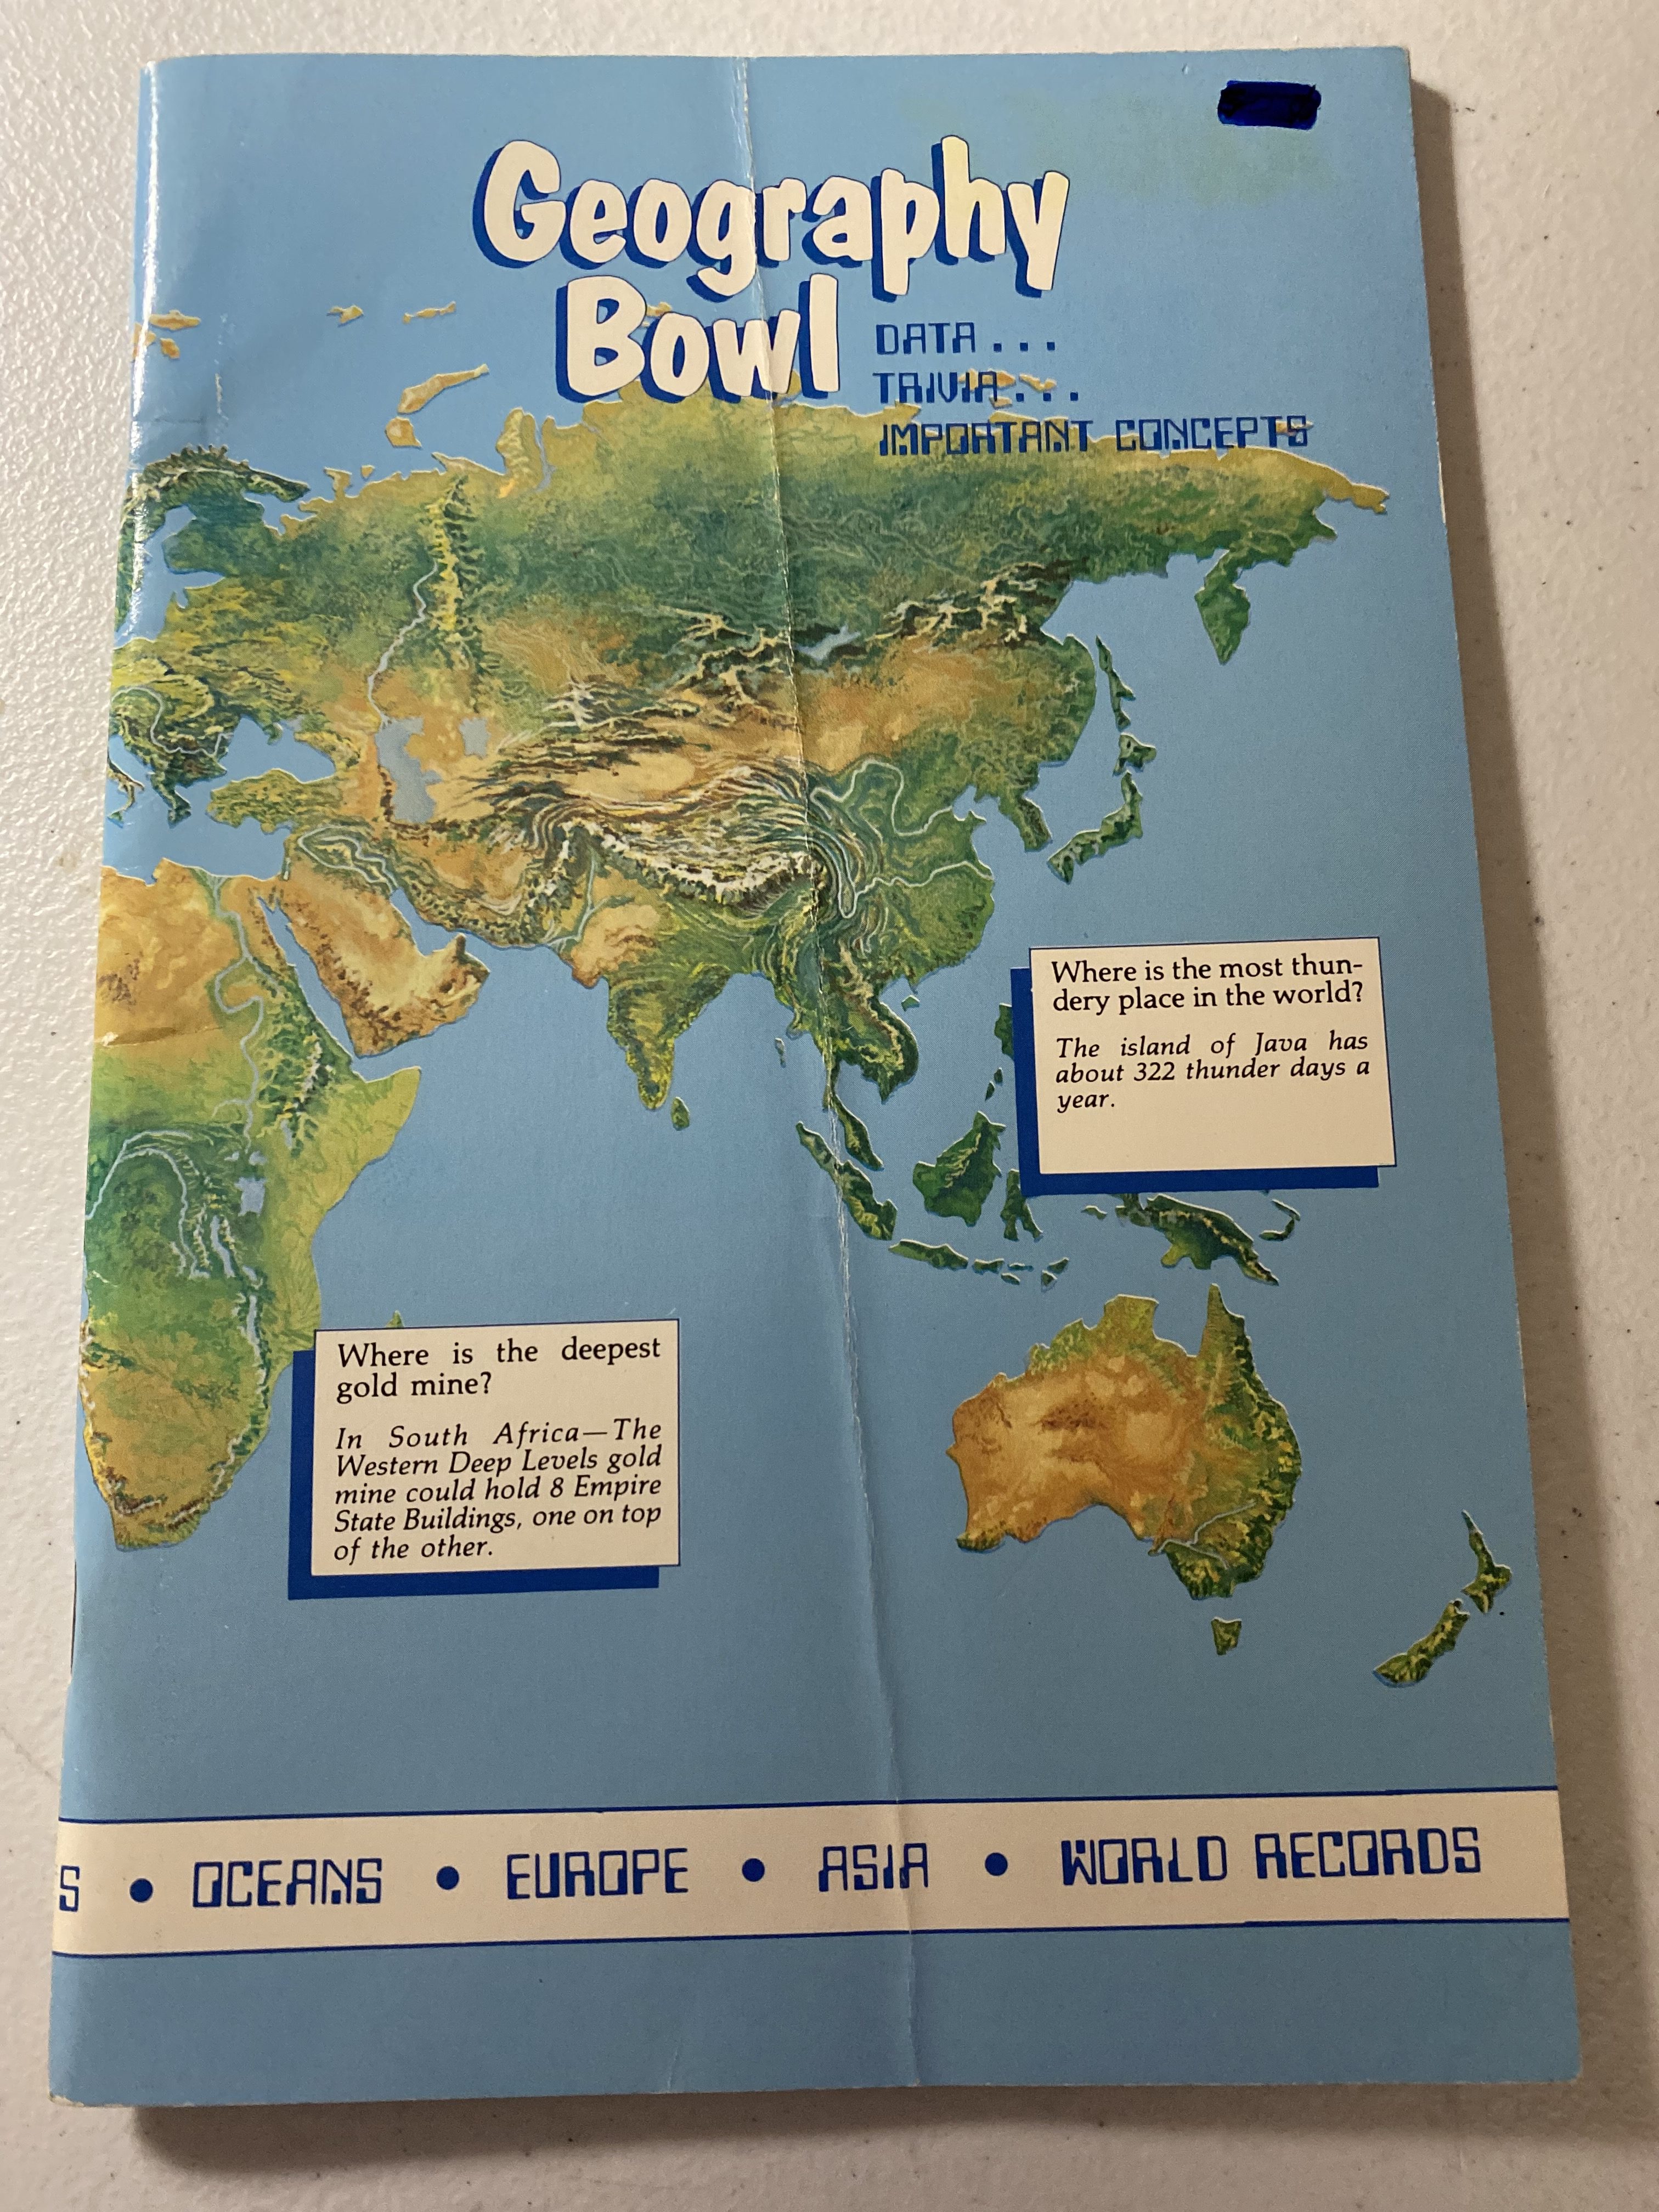 Geography
Bowl
DATA...
TRIVIA...
IMPORTANT CONCEPTS
Where is the most thun-
dery place in the world?
The island of Java has
about 322 thunder days a
year.
Where is the deepest
gold mine?
In South Africa—The
Western Deep Levels gold
mine could hold 8 Empire
State Buildings, one on top
of the other.
S • OCEANS • EUROPE • ASIA • WORLD RECORDS